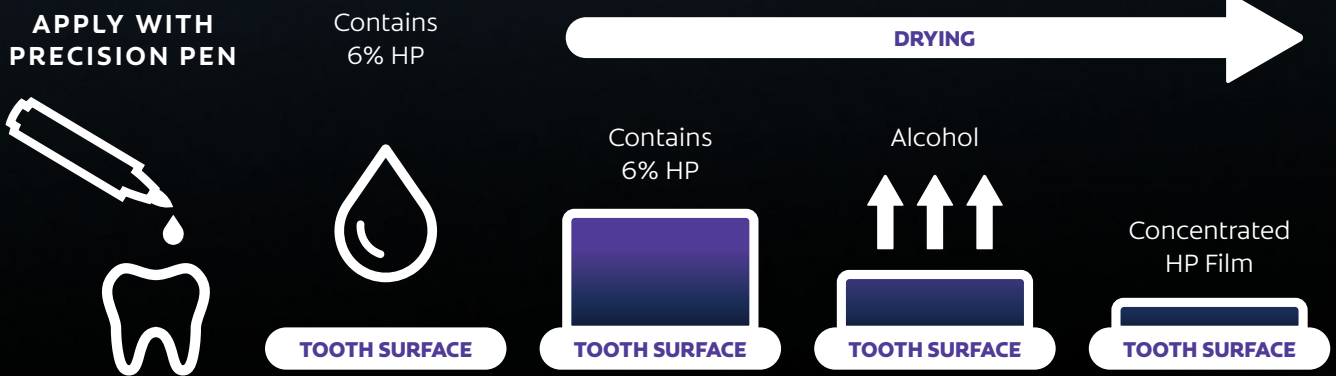 APPLY WITH
PRECISION PEN
Contains
6% HP
DRYING
Contains
6% HP
Alcohol
Concentrated
HP Film
TOOTH SURFACE
TOOTH SURFACE
TOOTH SURFACE
TOOTH SURFACE